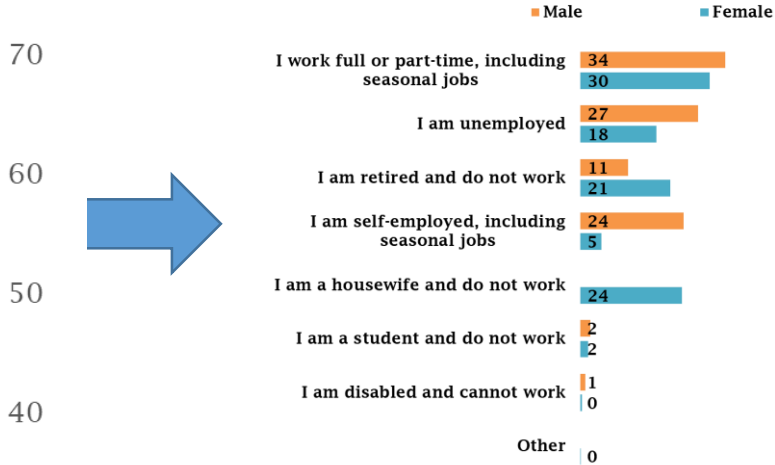 Male Female
70
I work full or part-time, including
seasonal jobs
34
30
I am unemployed
27
18
60
I am retired and do not work
11
21
I am self-employed, including
seasonal jobs
24
5
50
I am a housewife and do not work
24
I am a student and do not work
2
2
40
I am disabled and cannot work
1
0
Other
0